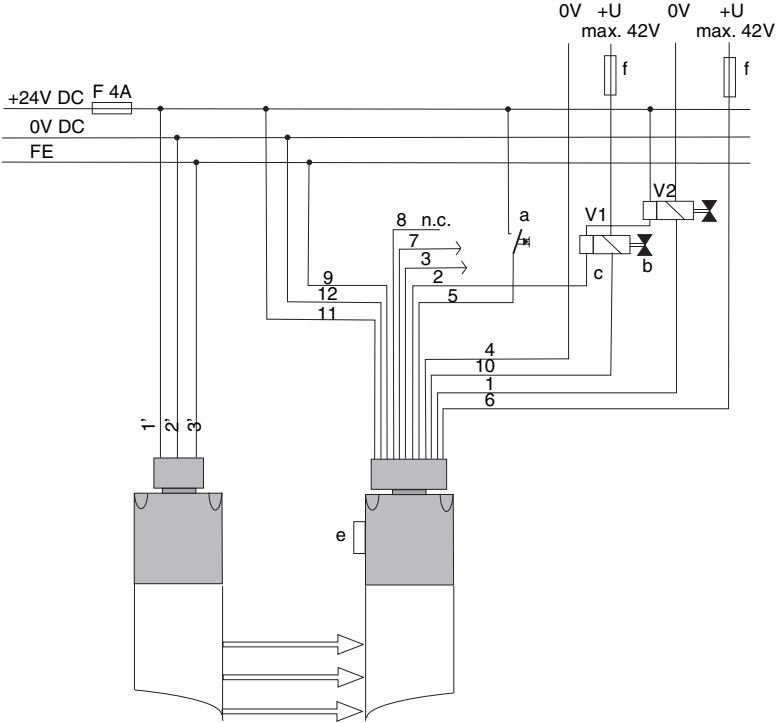 0V +U 0V +U
max. 42V max. 42V
f f
+24V DC F 4A
0V DC
FE
V2
8 n.c. a V1
7
3
9 2 c b
12 5
11
4
10
1
6
1' 2' 3'
e